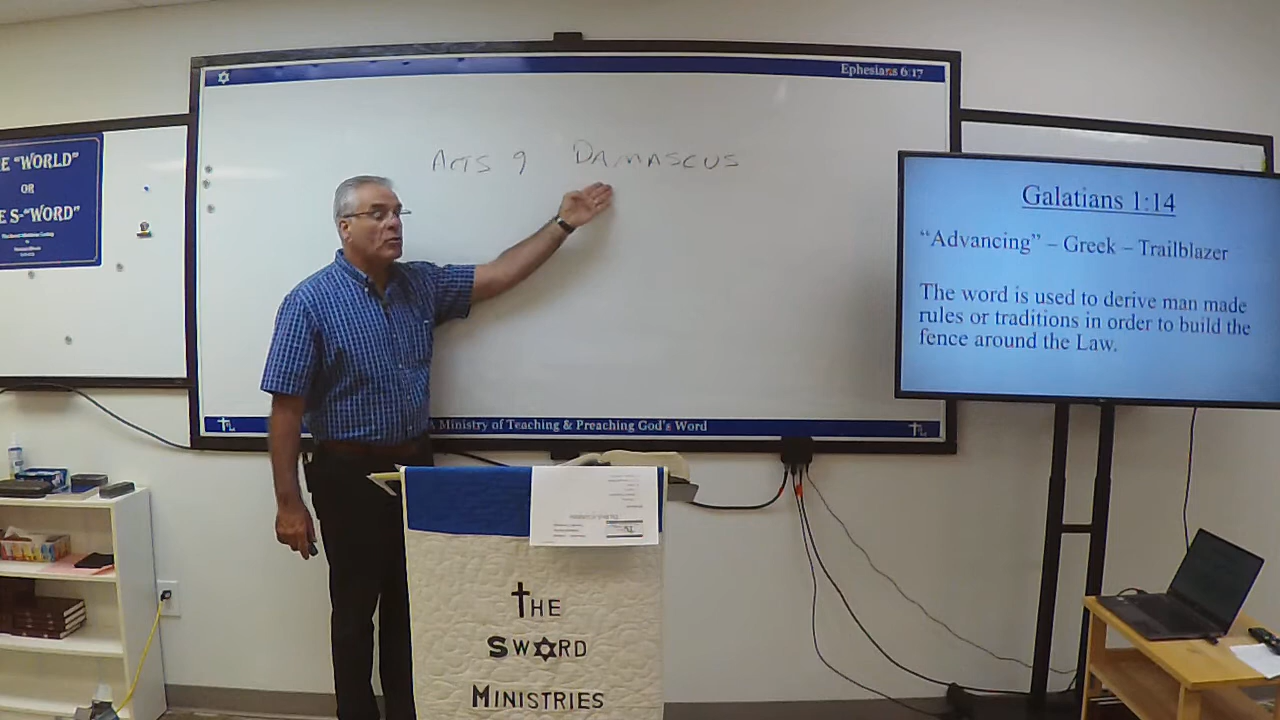 Ephesians 6:17
E "WORLD"
OR
E S-"WORD"
ACTS 9 DAMASCUS
Galatians 1:14
“Advancing” – Greek – Trailblazer
The word is used to derive man made
rules or traditions in order to build the
fence around the Law.
A Ministry of Teaching & Preaching God's Word
THE
SWORD
MINISTRIES